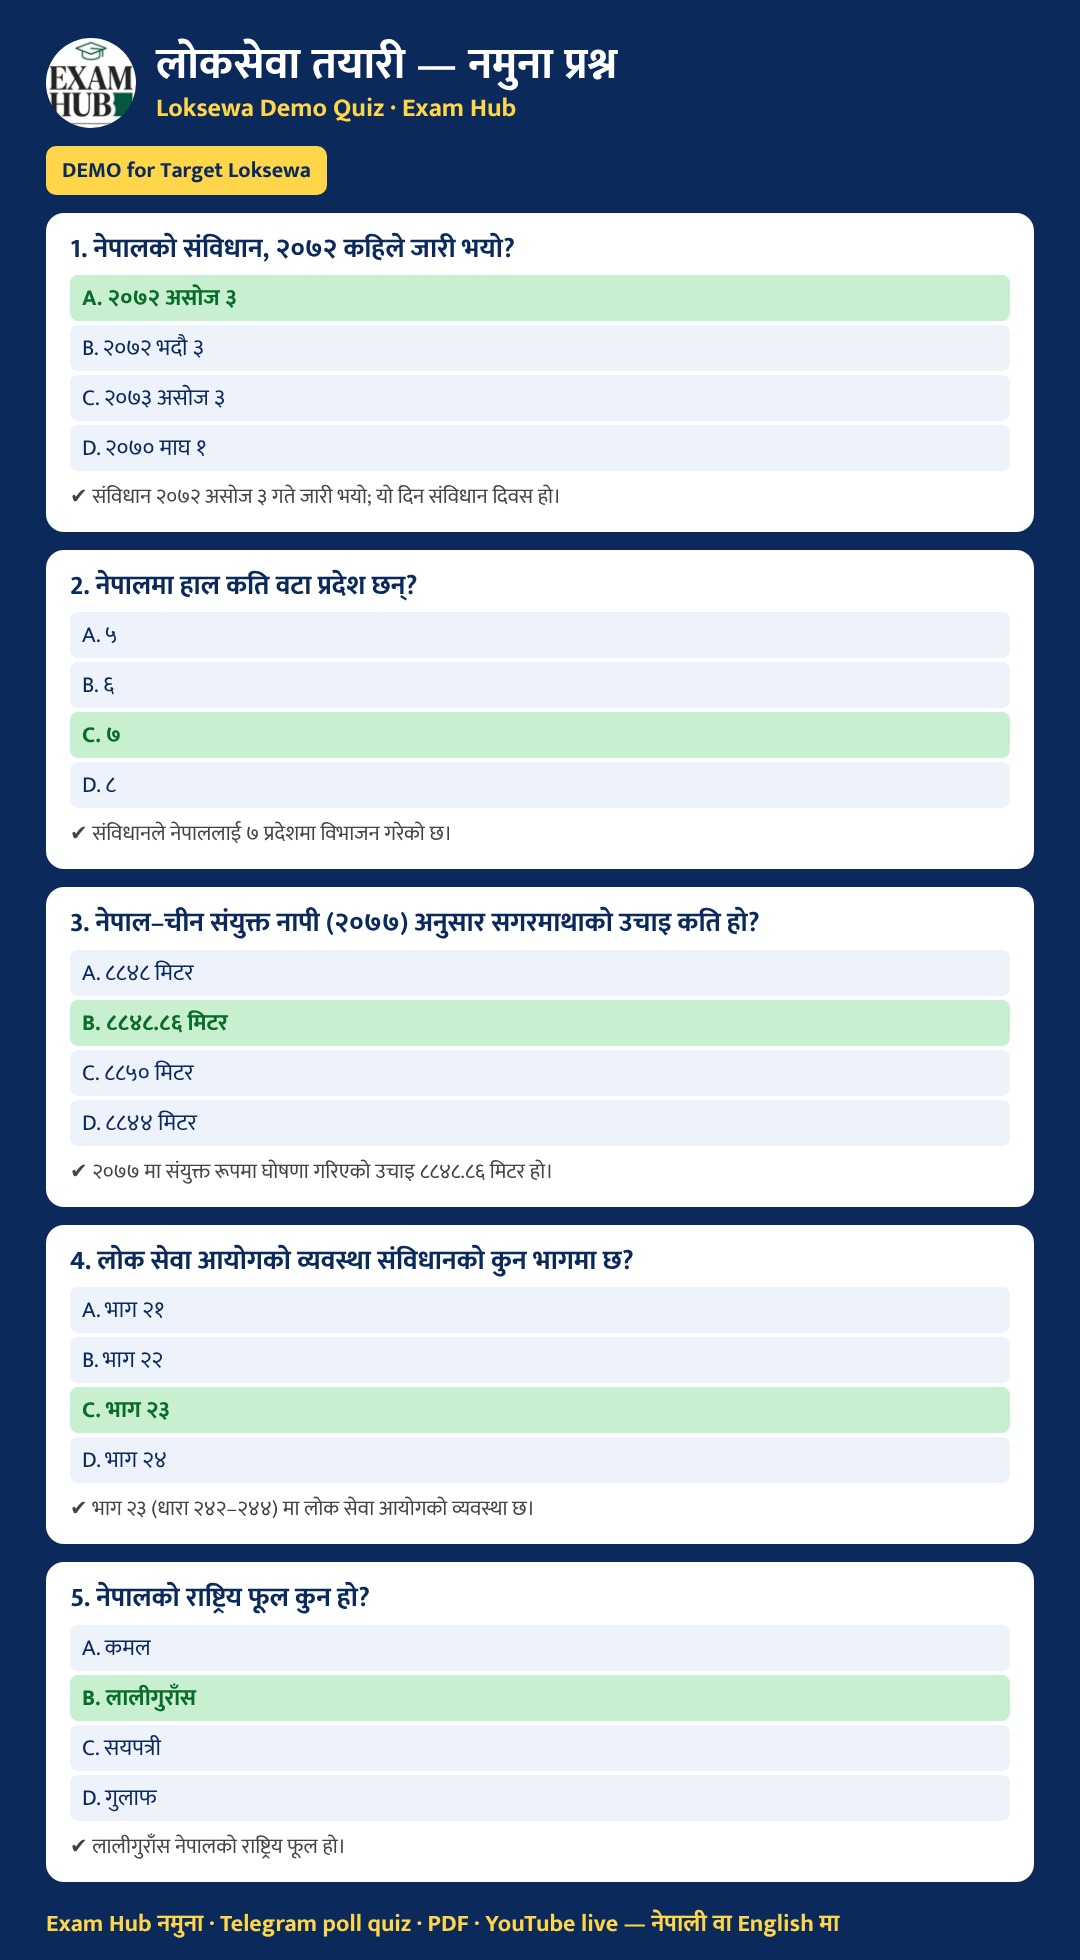 EXAM
HUB
लोकसेवा तयारी — नमुना प्रश्न
Loksewa Demo Quiz · Exam Hub
DEMO for Target Loksewa
1. नेपालको संविधान, २०७२ कहिले जारी भयो?
A. २०७२ असोज ३
B. २०७२ भदौ ३
C. २०७३ असोज ३
D. २०७० माघ १
✔ संविधान २०७२ असोज ३ गते जारी भयो; यो दिन संविधान दिवस हो।
2. नेपालमा हाल कति वटा प्रदेश छन्?
A. ५
B. ६
C. ७
D. ८
✔ संविधानले नेपाललाई ७ प्रदेशमा विभाजन गरेको छ।
3. नेपाल–चीन संयुक्त नापी (२०७७) अनुसार सगरमाथाको उचाइ कति हो?
A. ८८४८ मिटर
B. ८८४८.८६ मिटर
C. ८८५० मिटर
D. ८८४४ मिटर
✔ २०७७ मा संयुक्त रूपमा घोषणा गरिएको उचाइ ८८४८.८६ मिटर हो।
4. लोक सेवा आयोगको व्यवस्था संविधानको कुन भागमा छ?
A. भाग २१
B. भाग २२
C. भाग २३
D. भाग २४
✔ भाग २३ (धारा २४२–२४४) मा लोक सेवा आयोगको व्यवस्था छ।
5. नेपालको राष्ट्रिय फूल कुन हो?
A. कमल
B. लालीगुराँस
C. सयपत्री
D. गुलाफ
✔ लालीगुराँस नेपालको राष्ट्रिय फूल हो।
Exam Hub नमुना · Telegram poll quiz · PDF · YouTube live — नेपाली वा English मा